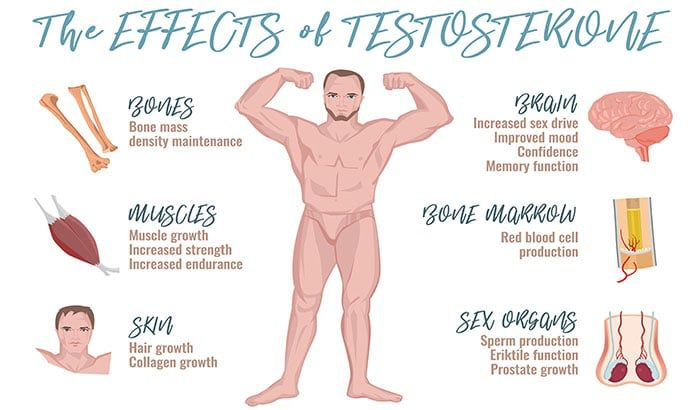 The EFFECTS of TESTOSTERONE
BONES
Bone mass
density maintenance
MUSCLES
Muscle growth
Increased strength
Increased endurance
SKIN
Hair growth
Collagen growth
BRAIN
Increased sex drive
Improved mood
Confidence
Memory function
BONE MARROW
Red blood cell
production
SEX ORGANS
Sperm production
Eriktile function
Prostate growth